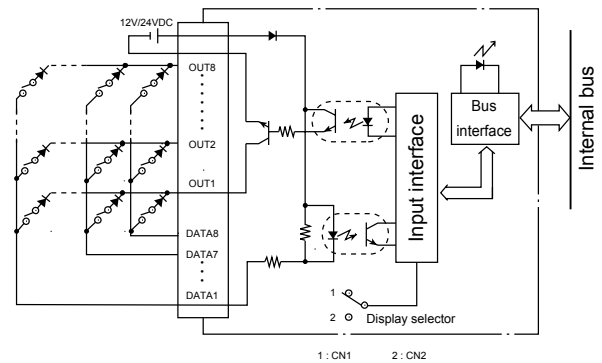 12V/24VDC
OUT8
OUT2
OUT1
DATA8
DATA7
DATA1
Input interface
Bus
interface
Internal bus
1
2
Display selector
1 : CN1 2 : CN2